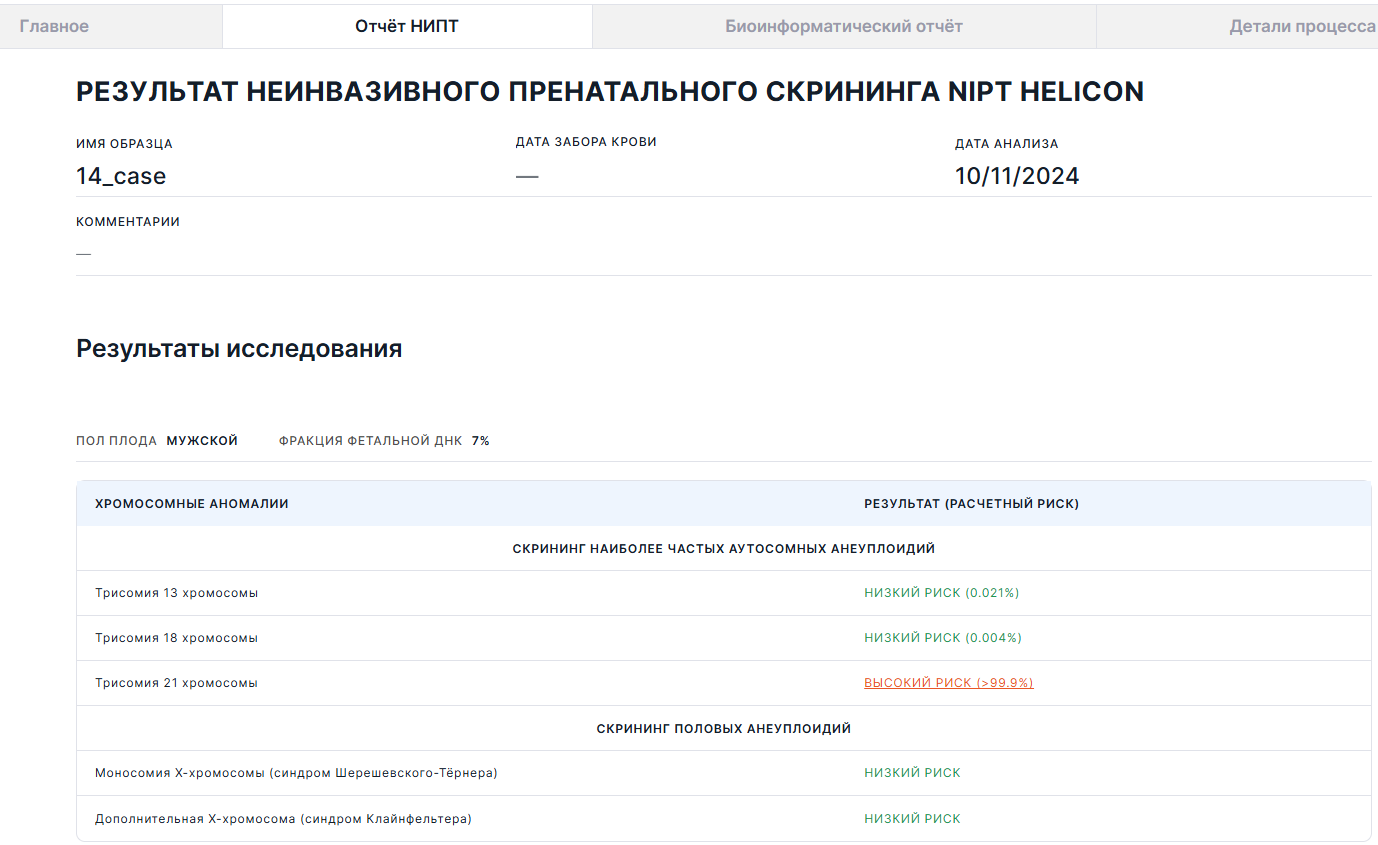 Главное
Отчёт НИПТ
Биоинформатический отчёт
Детали процесса
РЕЗУЛЬТАТ НЕИНВАЗИВНОГО ПРЕНАТАЛЬНОГО СКРИНИНГА NIPT HELICON
ИМЯ ОБРАЗЦА
14_case
ДАТА ЗАБОРА КРОВИ
—
ДАТА АНАЛИЗА
10/11/2024
КОММЕНТАРИИ
—
Результаты исследования
ПОЛ ПЛОДА МУЖСКОЙ ФРАКЦИЯ ФЕТАЛЬНОЙ ДНК 7%
ХРОМОСОМНЫЕ АНОМАЛИИ РЕЗУЛЬТАТ (РАСЧЕТНЫЙ РИСК)
СКРИНИНГ НАИБОЛЕЕ ЧАСТЫХ АУТОСОМНЫХ АНЕУПЛОИДИЙ
Трисомия 13 хромосомы НИЗКИЙ РИСК (0.021%)
Трисомия 18 хромосомы НИЗКИЙ РИСК (0.004%)
Трисомия 21 хромосомы ВЫСОКИЙ РИСК (>99.9%)
СКРИНИНГ ПОЛОВЫХ АНЕУПЛОИДИЙ
Моносомия X-хромосомы (синдром Шерешевского-Тёрнера) НИЗКИЙ РИСК
Дополнительная X-хромосома (синдром Клайнфельтера) НИЗКИЙ РИСК